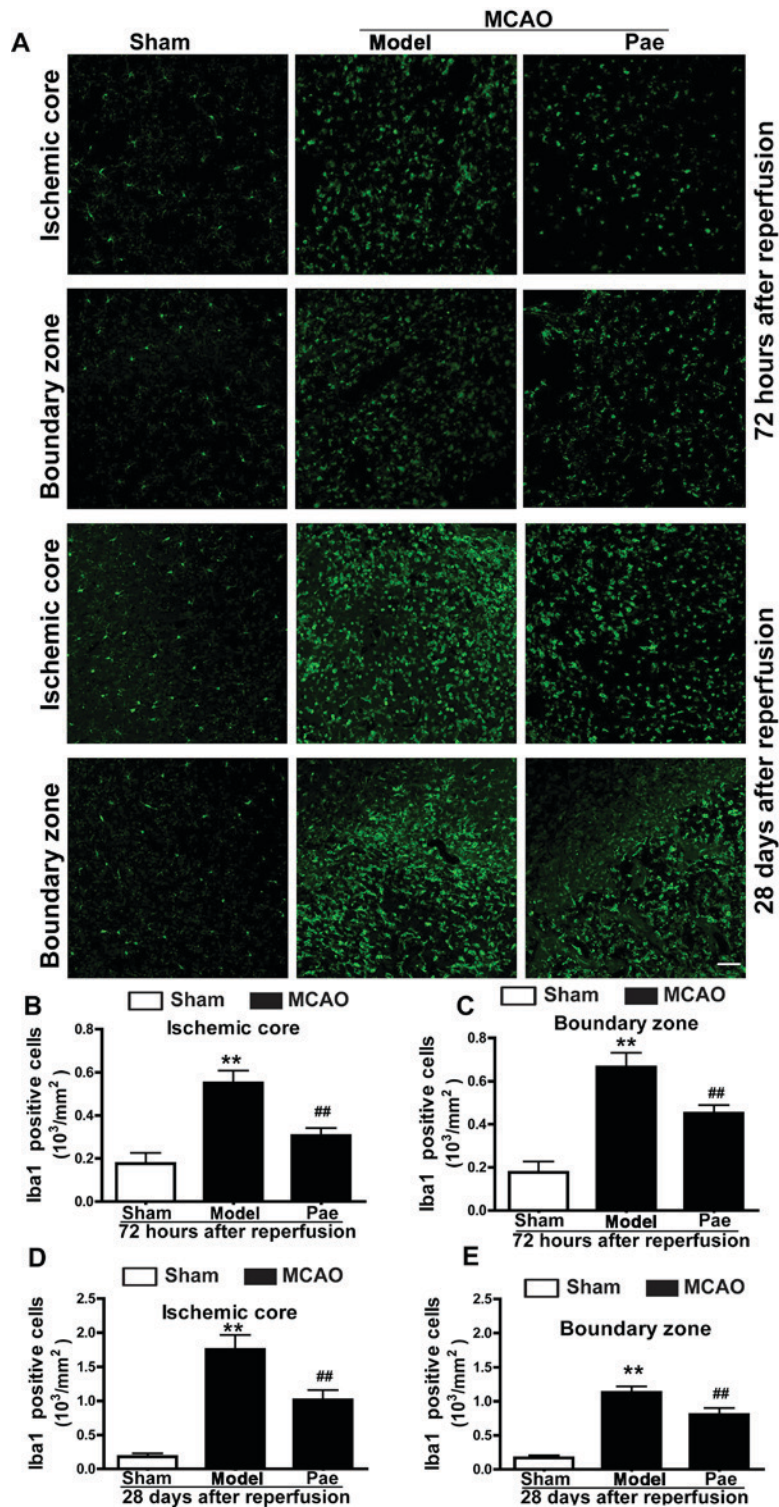 MCAO
A Sham Model Pae
Ischemic core
Boundary zone
72 hours after reperfusion
Ischemic core
Boundary zone
28 days after reperfusion
B Sham MCAO
Ischemic core
Iba1 positive cells
(10³/mm²)
0.8
0.6
0.4
0.2
0.0
**
##
Sham Model Pae
72 hours after reperfusion
C Sham MCAO
Boundary zone
Iba1 positive cells
(10³/mm²)
0.8
0.6
0.4
0.2
0.0
**
##
Sham Model Pae
72 hours after reperfusion
D Sham MCAO
Ischemic core
Iba1 positive cells
(10³/mm²)
2.5
2.0
1.5
1.0
0.5
0.0
**
##
Sham Model Pae
28 days after reperfusion
E Sham MCAO
Boundary zone
Iba1 positive cells
(10³/mm²)
2.5
2.0
1.5
1.0
0.5
0.0
**
##
Sham Model Pae
28 days after reperfusion